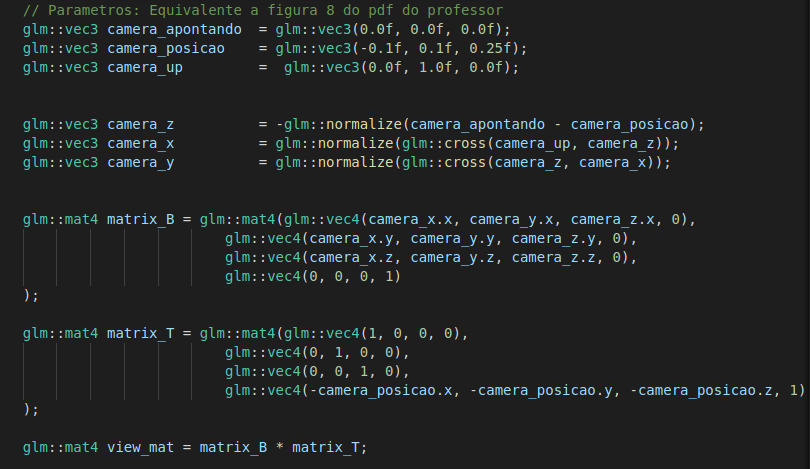 // Parametros: Equivalente a figura 8 do pdf do professor
glm::vec3 camera_apontando  = glm::vec3(0.0f, 0.0f, 0.0f);
glm::vec3 camera_posicao    = glm::vec3(-0.1f, 0.1f, 0.25f);
glm::vec3 camera_up         =  glm::vec3(0.0f, 1.0f, 0.0f);
glm::vec3 camera_z          = -glm::normalize(camera_apontando - camera_posicao);
glm::vec3 camera_x          = glm::normalize(glm::cross(camera_up, camera_z));
glm::vec3 camera_y          = glm::normalize(glm::cross(camera_z, camera_x));
glm::mat4 matrix_B = glm::mat4(glm::vec4(camera_x.x, camera_y.x, camera_z.x, 0),
                        glm::vec4(camera_x.y, camera_y.y, camera_z.y, 0),
                        glm::vec4(camera_x.z, camera_y.z, camera_z.z, 0),
                        glm::vec4(0, 0, 0, 1)
);
glm::mat4 matrix_T = glm::mat4(glm::vec4(1, 0, 0, 0),
                        glm::vec4(0, 1, 0, 0),
                        glm::vec4(0, 0, 1, 0),
                        glm::vec4(-camera_posicao.x, -camera_posicao.y, -camera_posicao.z, 1)
);
glm::mat4 view_mat = matrix_B * matrix_T;